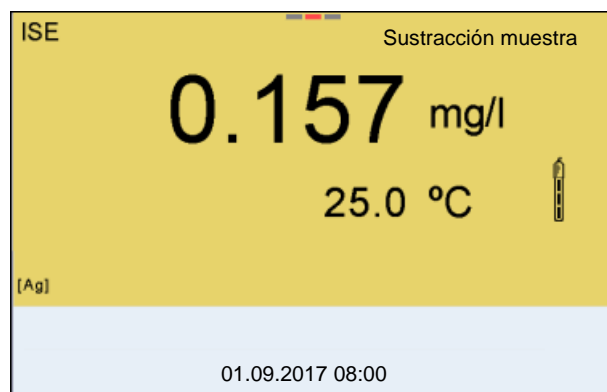 ISE
Sustracción muestra
0.157 mg/l
25.0 ºC
[Ag]
01.09.2017 08:00